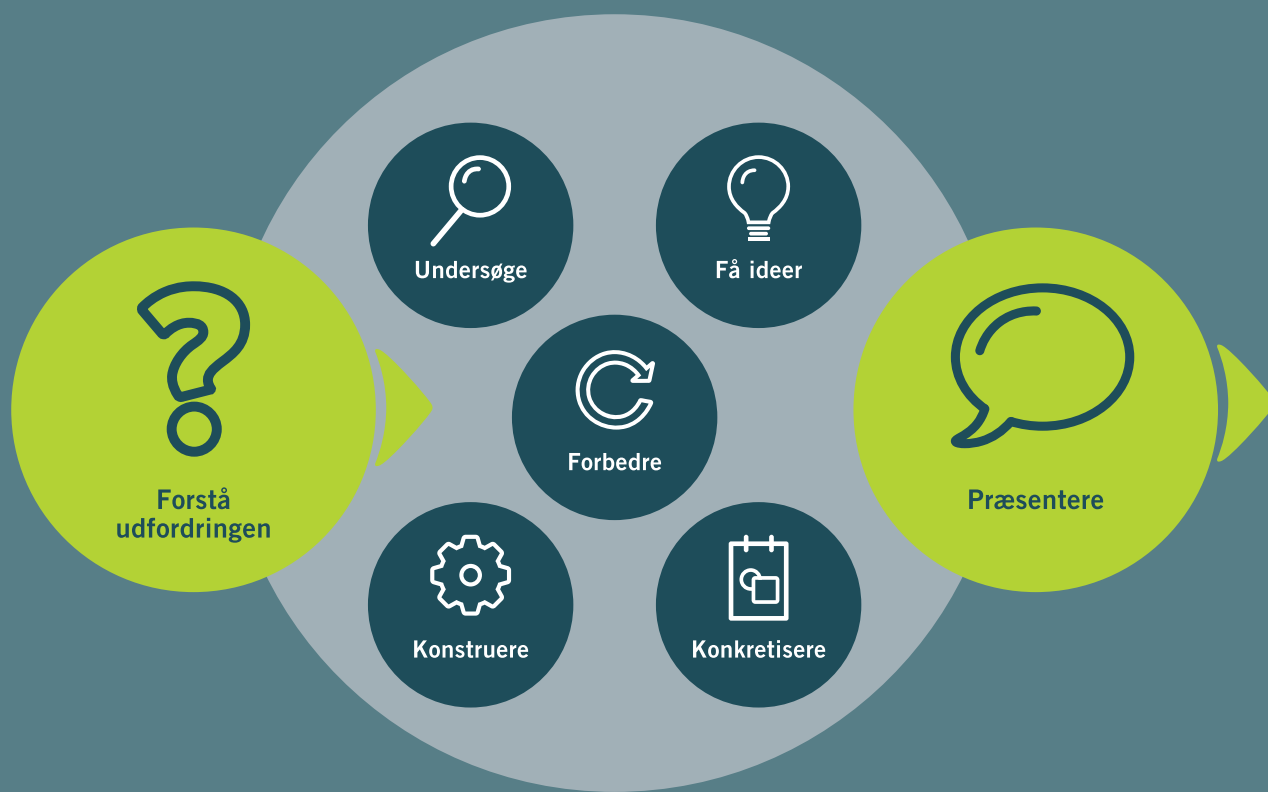 Undersøge
Få ideer
Forstå
udfordringen
Forbedre
Præsentere
Konstruere
Konkretisere